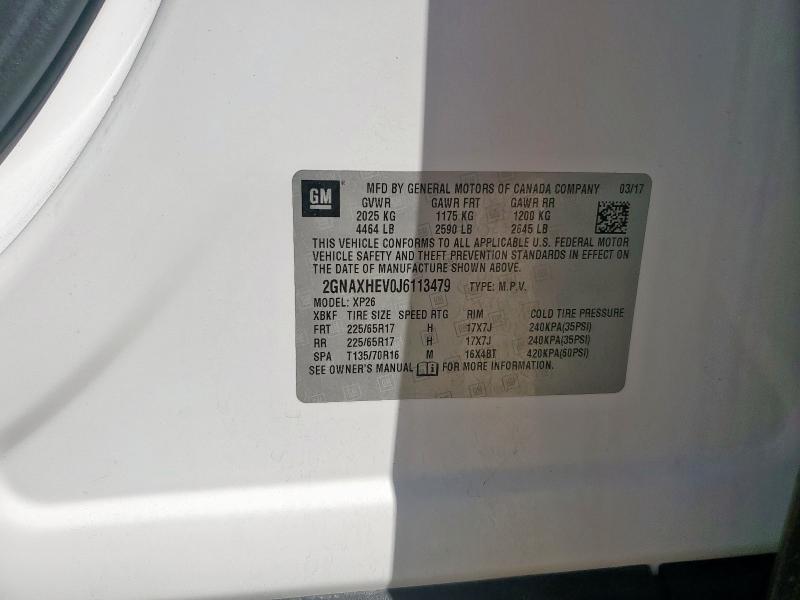 GM MFD BY GENERAL MOTORS OF CANADA COMPANY 03/17
GVWR GAWR FRT GAWR RR
2025 KG 1175 KG 1200 KG
4464 LB 2590 LB 2645 LB
THIS VEHICLE CONFORMS TO ALL APPLICABLE U.S. FEDERAL MOTOR
VEHICLE SAFETY AND THEFT PREVENTION STANDARDS IN EFFECT ON
THE DATE OF MANUFACTURE SHOWN ABOVE.
2GNAXHEV0J6113479 TYPE: M.P.V.
MODEL: XP26
XBKF TIRE SIZE SPEED RTG RIM COLD TIRE PRESSURE
FRT 225/65R17 H 17X7J 240KPA(35PSI)
RR 225/65R17 H 17X7J 240KPA(35PSI)
SPA T135/70R16 M 16X4BT 420KPA(60PSI)
SEE OWNER'S MANUAL FOR MORE INFORMATION.